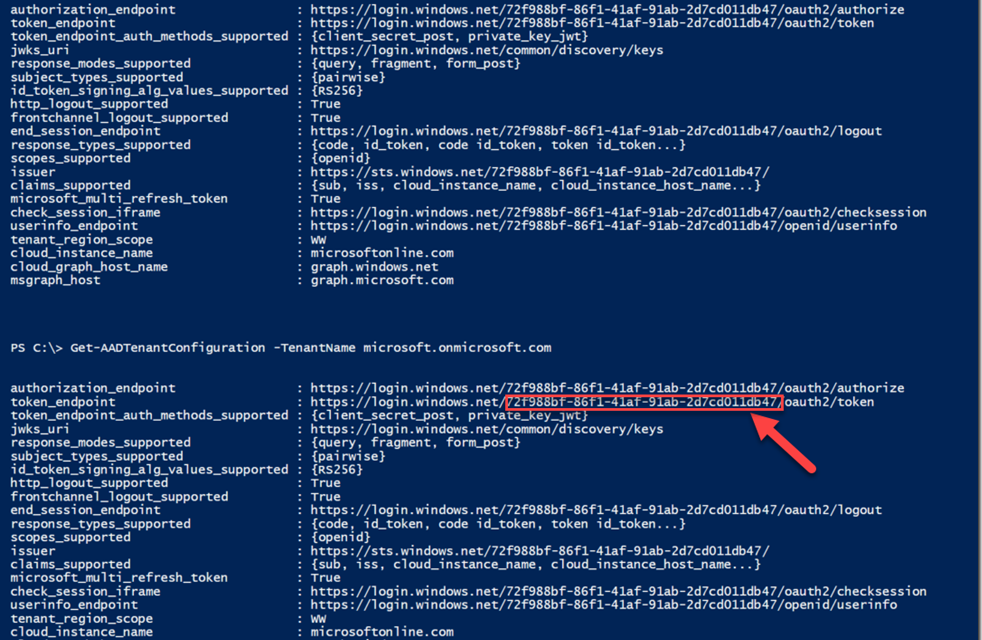 authorization_endpoint : https://login.windows.net/72f988bf-86f1-41af-91ab-2d7cd011db47/oauth2/authorize
token_endpoint : https://login.windows.net/72f988bf-86f1-41af-91ab-2d7cd011db47/oauth2/token
token_endpoint_auth_methods_supported : {client_secret_post, private_key_jwt}
jwks_uri : https://login.windows.net/common/discovery/keys
response_modes_supported : {query, fragment, form_post}
subject_types_supported : {pairwise}
id_token_signing_alg_values_supported : {RS256}
http_logout_supported : True
frontchannel_logout_supported : True
end_session_endpoint : https://login.windows.net/72f988bf-86f1-41af-91ab-2d7cd011db47/oauth2/logout
response_types_supported : {code, id_token, code id_token, token id_token...}
scopes_supported : {openid}
issuer : https://sts.windows.net/72f988bf-86f1-41af-91ab-2d7cd011db47/
claims_supported : {sub, iss, cloud_instance_name, cloud_instance_host_name...}
microsoft_multi_refresh_token : True
check_session_iframe : https://login.windows.net/72f988bf-86f1-41af-91ab-2d7cd011db47/oauth2/checksession
userinfo_endpoint : https://login.windows.net/72f988bf-86f1-41af-91ab-2d7cd011db47/openid/userinfo
tenant_region_scope : WW
cloud_instance_name : microsoftonline.com
cloud_graph_host_name : graph.windows.net
msgraph_host : graph.microsoft.com
PS C:\> Get-AADTenantConfiguration -TenantName microsoft.onmicrosoft.com
authorization_endpoint : https://login.windows.net/72f988bf-86f1-41af-91ab-2d7cd011db47/oauth2/authorize
token_endpoint : https://login.windows.net/72f988bf-86f1-41af-91ab-2d7cd011db47/oauth2/token
token_endpoint_auth_methods_supported : {client_secret_post, private_key_jwt}
jwks_uri : https://login.windows.net/common/discovery/keys
response_modes_supported : {query, fragment, form_post}
subject_types_supported : {pairwise}
id_token_signing_alg_values_supported : {RS256}
http_logout_supported : True
frontchannel_logout_supported : True
end_session_endpoint : https://login.windows.net/72f988bf-86f1-41af-91ab-2d7cd011db47/oauth2/logout
response_types_supported : {code, id_token, code id_token, token id_token...}
scopes_supported : {openid}
issuer : https://sts.windows.net/72f988bf-86f1-41af-91ab-2d7cd011db47/
claims_supported : {sub, iss, cloud_instance_name, cloud_instance_host_name...}
microsoft_multi_refresh_token : True
check_session_iframe : https://login.windows.net/72f988bf-86f1-41af-91ab-2d7cd011db47/oauth2/checksession
userinfo_endpoint : https://login.windows.net/72f988bf-86f1-41af-91ab-2d7cd011db47/openid/userinfo
tenant_region_scope : WW
cloud_instance_name : microsoftonline.com